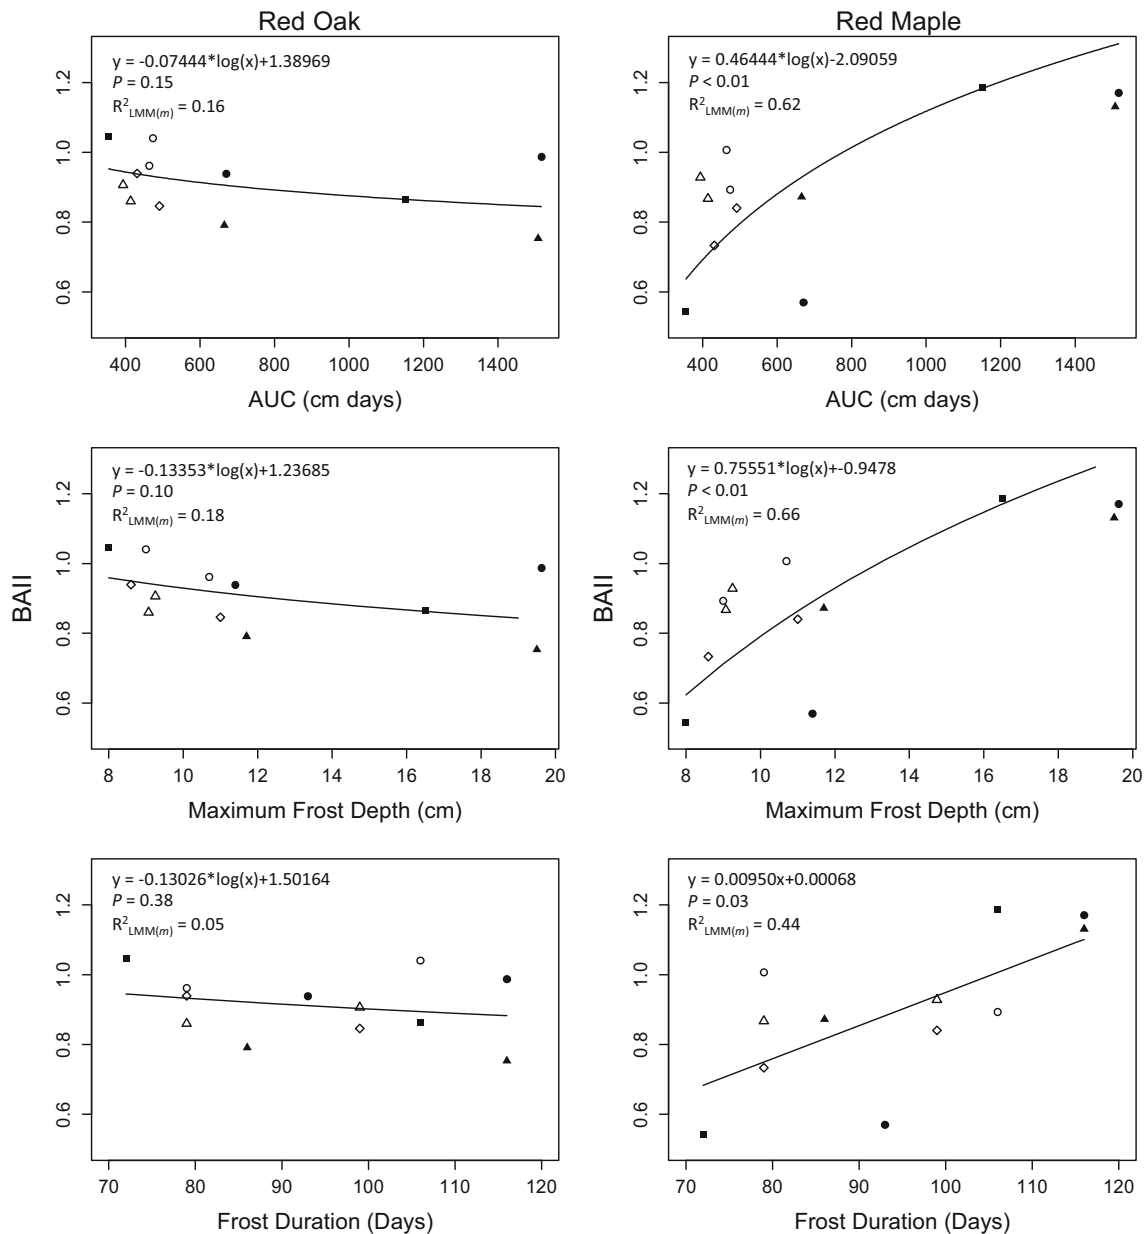 Red Oak
y = -0.07444*log(x)+1.38969
P = 0.15
R²LMM(m) = 0.16
0.6 0.8 1.0 1.2
400 600 800 1000 1200 1400
AUC (cm days)
Red Maple
y = 0.46444*log(x)-2.09059
P < 0.01
R²LMM(m) = 0.62
0.6 0.8 1.0 1.2
400 600 800 1000 1200 1400
AUC (cm days)
BAII
y = -0.13353*log(x)+1.23685
P = 0.10
R²LMM(m) = 0.18
0.6 0.8 1.0 1.2
8 10 12 14 16 18 20
Maximum Frost Depth (cm)
BAII
y = 0.75551*log(x)+-0.9478
P < 0.01
R²LMM(m) = 0.66
0.6 0.8 1.0 1.2
8 10 12 14 16 18 20
Maximum Frost Depth (cm)
y = -0.13026*log(x)+1.50164
P = 0.38
R²LMM(m) = 0.05
0.6 0.8 1.0 1.2
70 80 90 100 110 120
Frost Duration (Days)
y = 0.00950x+0.00068
P = 0.03
R²LMM(m) = 0.44
0.6 0.8 1.0 1.2
70 80 90 100 110 120
Frost Duration (Days)